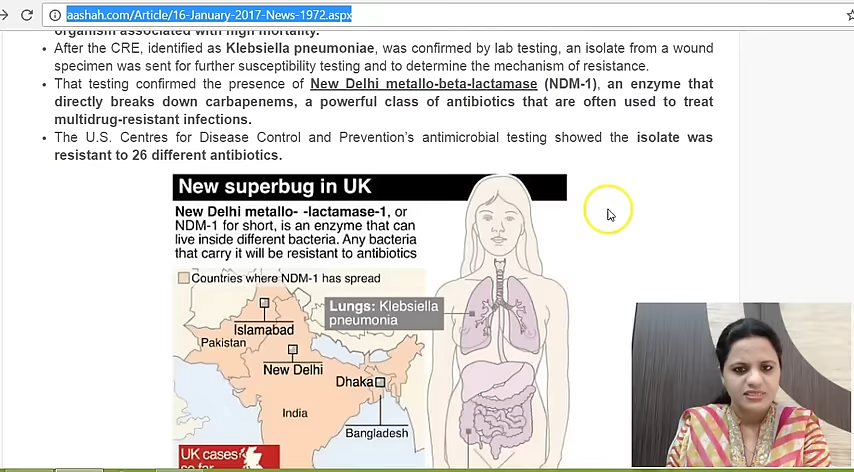 aashah.com/Article/16-January-2017-News-1972.aspx
organism associated with high mortality.
• After the CRE, identified as Klebsiella pneumoniae, was confirmed by lab testing, an isolate from a wound
specimen was sent for further susceptibility testing and to determine the mechanism of resistance.
• That testing confirmed the presence of New Delhi metallo-beta-lactamase (NDM-1), an enzyme that
directly breaks down carbapenems, a powerful class of antibiotics that are often used to treat
multidrug-resistant infections.
• The U.S. Centres for Disease Control and Prevention's antimicrobial testing showed the isolate was
resistant to 26 different antibiotics.
New superbug in UK
New Delhi metallo- -lactamase-1, or
NDM-1 for short, is an enzyme that can
live inside different bacteria. Any bacteria
that carry it will be resistant to antibiotics
Countries where NDM-1 has spread
Lungs: Klebsiella
pneumonia
Islamabad
Pakistan
New Delhi
Dhaka
India
Bangladesh
UK cases
so far